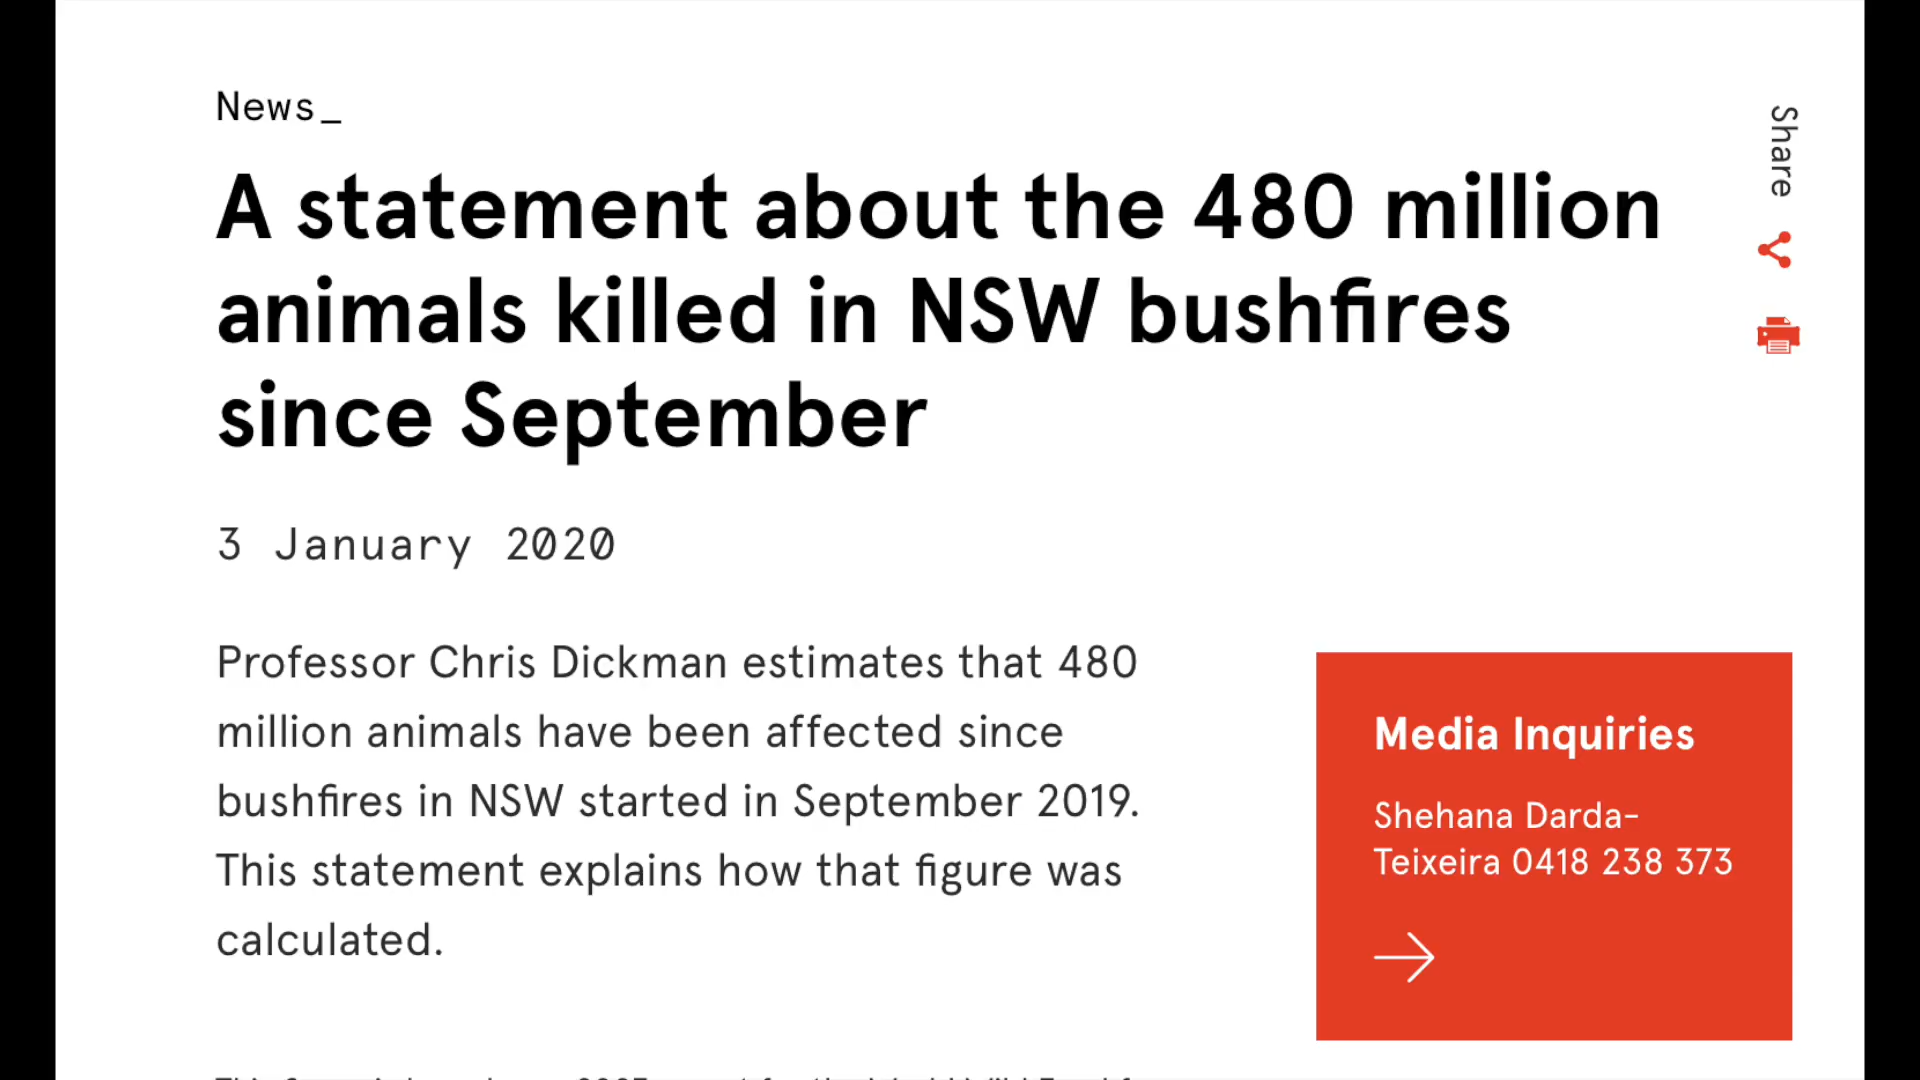 News_
A statement about the 480 million
animals killed in NSW bushfires
since September
3 January 2020
Professor Chris Dickman estimates that 480
million animals have been affected since
bushfires in NSW started in September 2019.
This statement explains how that figure was
calculated.
Share
Media Inquiries
Shehana Darda-
Teixeira 0418 238 373